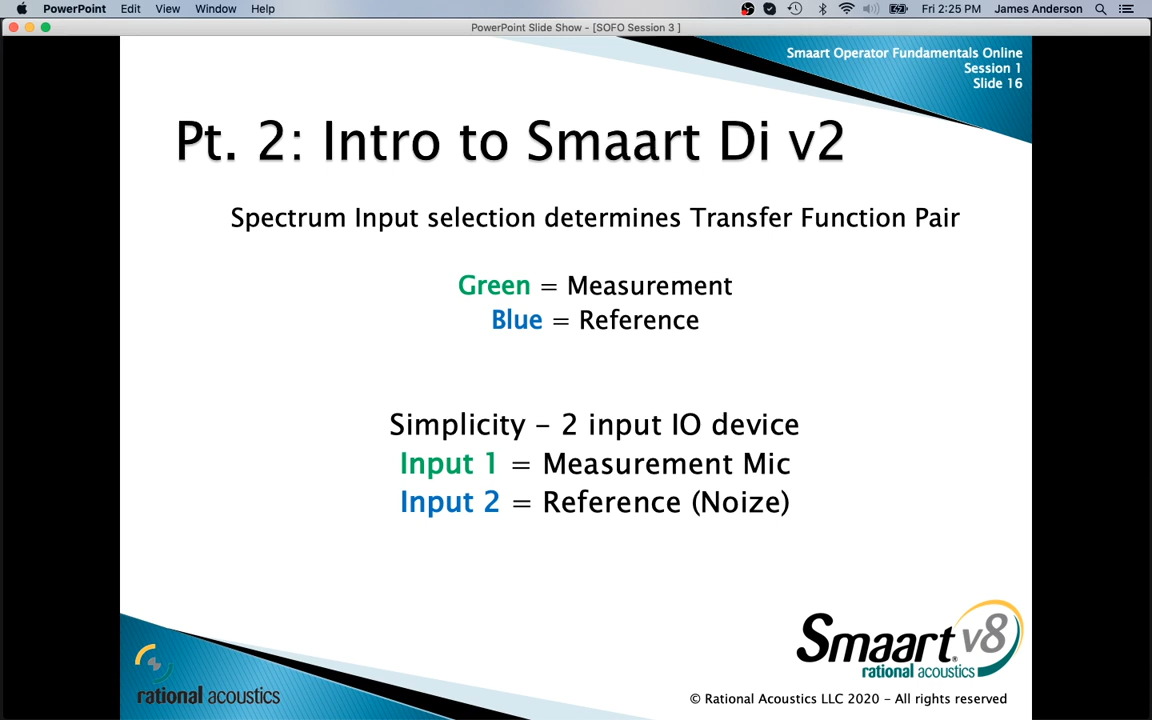 PowerPoint Edit View Window Help Fri 2:25 PM James Anderson
PowerPoint Slide Show - [SOFO Session 3 ]
Smaart Operator Fundamentals Online
Session 1
Slide 16
Pt. 2: Intro to Smaart Di v2
Spectrum Input selection determines Transfer Function Pair
Green = Measurement
Blue = Reference
Simplicity – 2 input IO device
Input 1 = Measurement Mic
Input 2 = Reference (Noize)
Smaart® v8
rational acoustics
rational acoustics
© Rational Acoustics LLC 2020 – All rights reserved